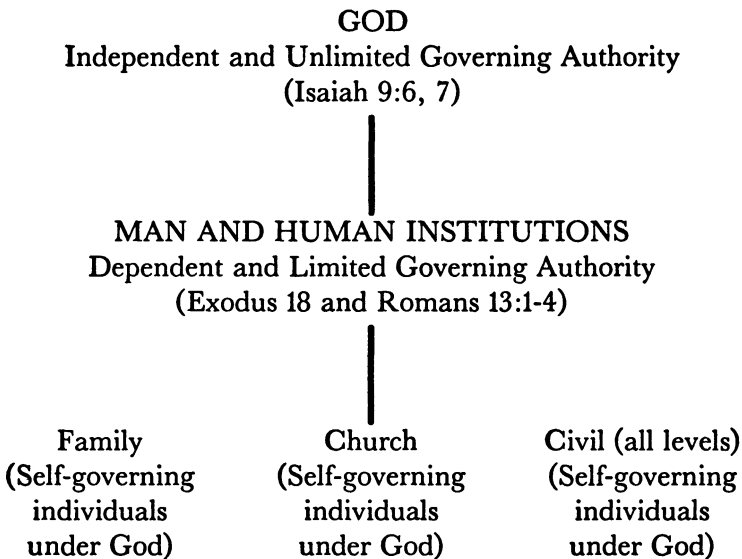 GOD
Independent and Unlimited Governing Authority
(Isaiah 9:6, 7)
MAN AND HUMAN INSTITUTIONS
Dependent and Limited Governing Authority
(Exodus 18 and Romans 13:1-4)
Family
(Self-governing
individuals
under God)
Church
(Self-governing
individuals
under God)
Civil (all levels)
(Self-governing
individuals
under God)